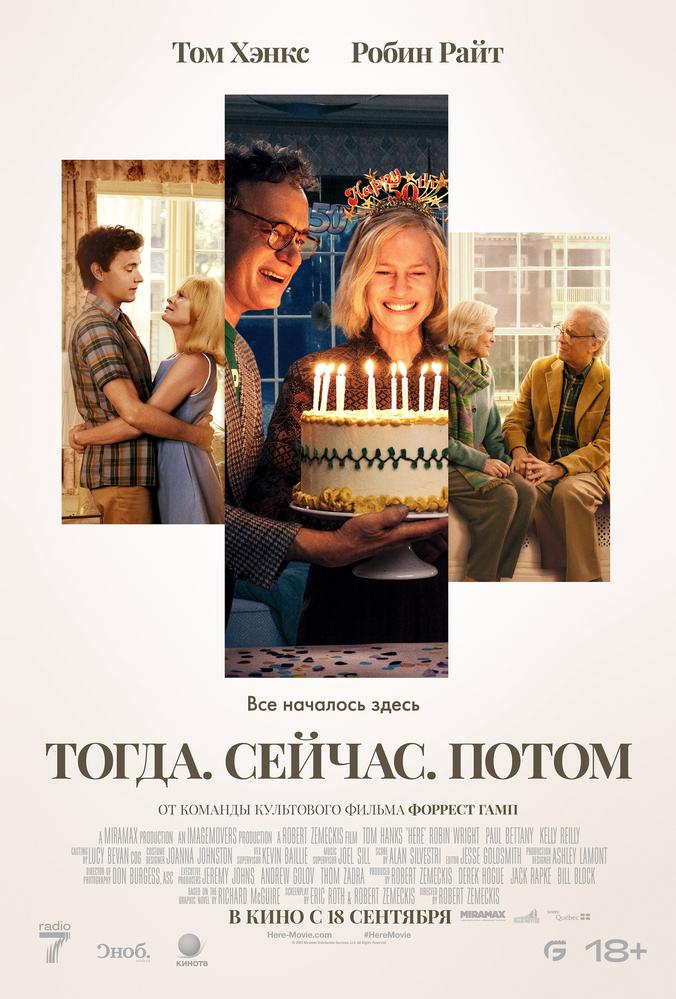 Том Хэнкс Робин Райт
Happy 50th
50
Все началось здесь
ТОГДА. СЕЙЧАС. ПОТОМ
ОТ КОМАНДЫ КУЛЬТОВОГО ФИЛЬМА ФОРРЕСТ ГАМП
A MIRAMAX PRODUCTION AN IMAGEMOVERS PRODUCTION A ROBERT ZEMECKIS FILM TOM HANKS "HERE" ROBIN WRIGHT PAUL BETTANY KELLY REILLY
CASTING BY LUCY BEVAN CDG COSTUME DESIGNER JOANNA JOHNSTON VFX SUPERVISOR KEVIN BAILLIE MUSIC SUPERVISOR JOEL SILL SCORE BY ALAN SILVESTRI EDITOR JESSE GOLDSMITH PRODUCTION DESIGNER ASHLEY LAMONT
DIRECTOR OF PHOTOGRAPHY DON BURGESS, ASC EXECUTIVE PRODUCERS JEREMY JOHNS ANDREW GOLOV THOM ZADRA PRODUCED BY ROBERT ZEMECKIS DEREK HOGUE JACK RAPKE BILL BLOCK
BASED ON THE GRAPHIC NOVEL BY RICHARD McGUIRE SCREENPLAY BY ERIC ROTH & ROBERT ZEMECKIS DIRECTED BY ROBERT ZEMECKIS
В КИНО С 18 СЕНТЯБРЯ MIRAMAX Québec
Here-Movie.com #HereMovie
radio 7 Сноб. КИНОТВ 18+